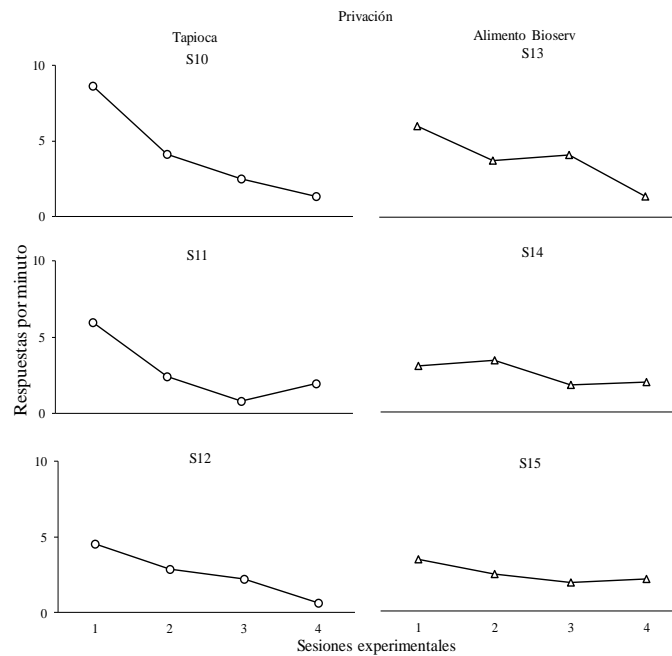 Privación
Tapioca
Alimento Bioserv
S10
S13
10
5
0
S11
S14
10
5
0
S12
S15
10
5
0
1 2 3 4
1 2 3 4
Respuestas por minuto
Sesiones experimentales